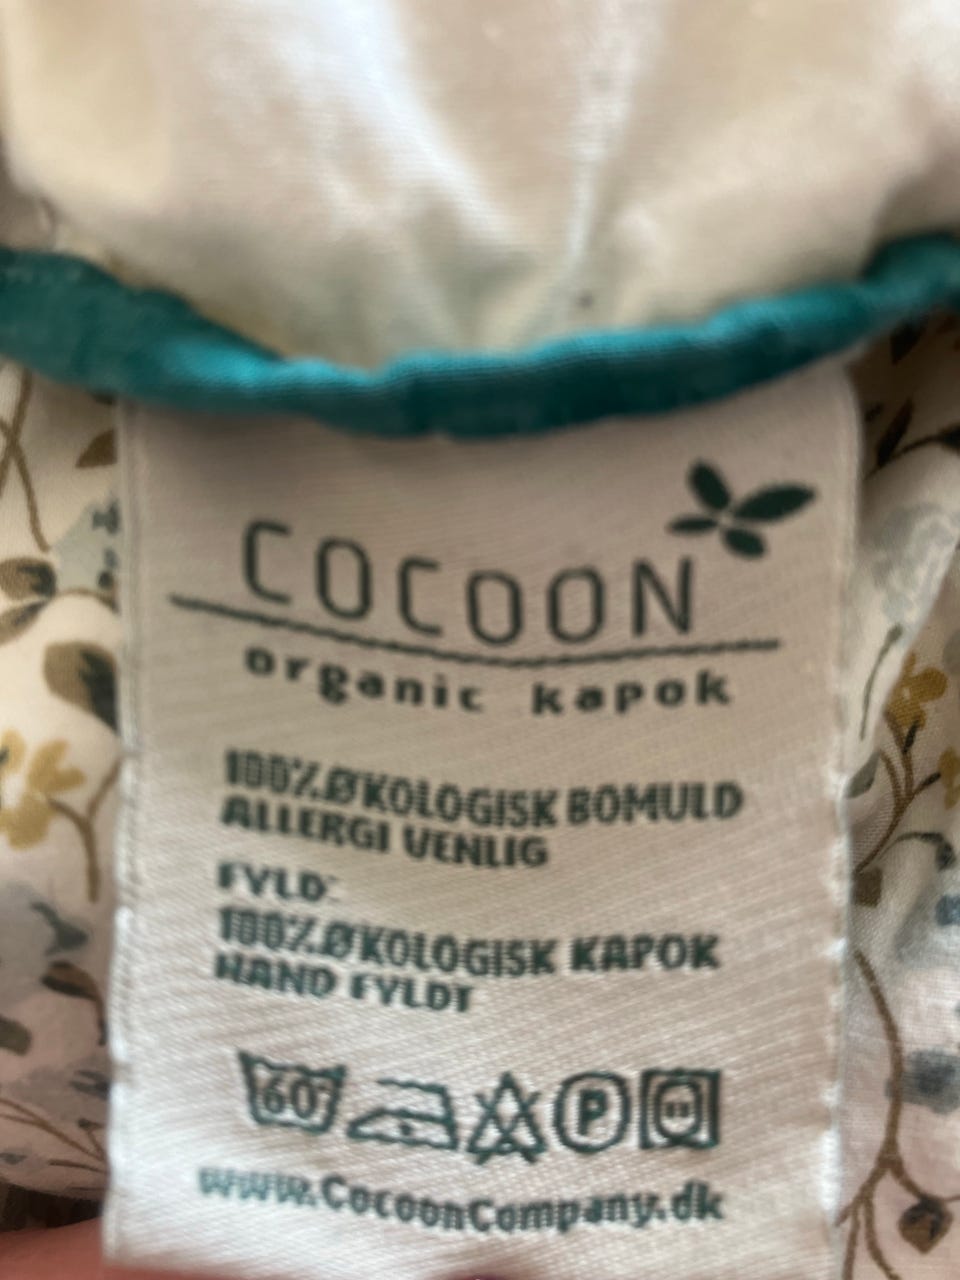 COCOON
organic kapok
100% ØKOLOGISK BOMULD
ALLERGI VENLIG
FYLD:
100% ØKOLOGISK KAPOK
HAND FYLDT
60 P
www.CocoonCompany.dk